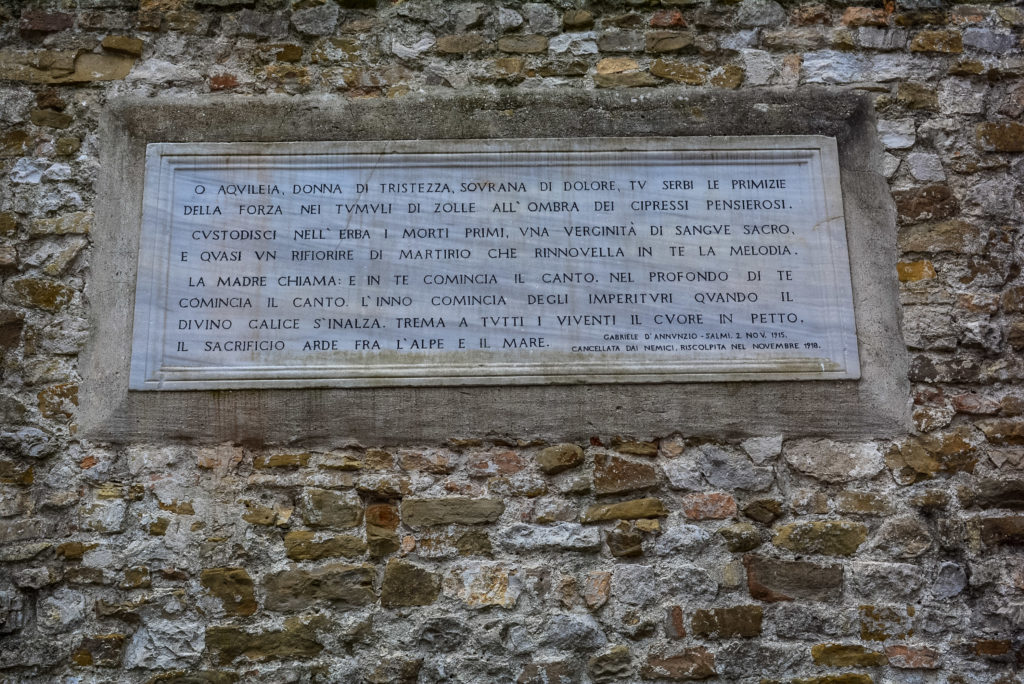 O AQVILEIA, DONNA DI TRISTEZZA, SOVRANA DI DOLORE, TV SERBI LE PRIMIZIE
DELLA FORZA NEI TVMVLI DI ZOLLE ALL'OMBRA DEI CIPRESSI PENSIEROSI.
CVSTODISCI NELL'ERBA I MORTI PRIMI, VNA VERGINITÀ DI SANGVE SACRO,
E QVASI VN RIFIORIRE DI MARTIRIO CHE RINNOVELLA IN TE LA MELODIA.
LA MADRE CHIAMA: E IN TE COMINCIA IL CANTO. NEL PROFONDO DI TE
COMINCIA IL CANTO. L'INNO COMINCIA DEGLI IMPERITVRI QVANDO IL
DIVINO CALICE S'INALZA. TREMA A TVTTI I VIVENTI IL CVORE IN PETTO.
IL SACRIFICIO ARDE FRA L'ALPE E IL MARE.
GABRIELE D'ANNVNZIO - SALMI, 2 NOV. 1915.
CANCELLATA DAI NEMICI, RISCOLPITA NEL NOVEMBRE 1918.